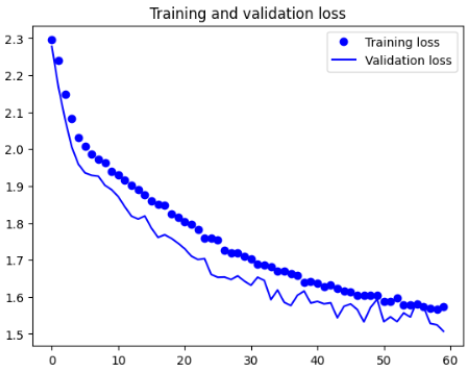 Training and validation loss
2.3
2.2
2.1
2.0
1.9
1.8
1.7
1.6
1.5
Training loss
Validation loss
0 10 20 30 40 50 60